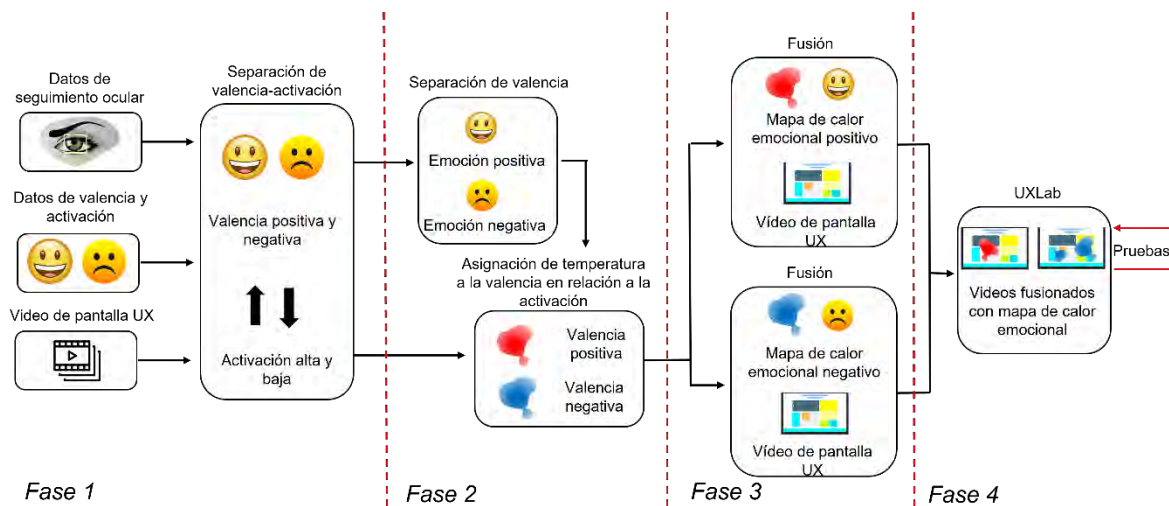 Datos de
seguimiento ocular
Datos de valencia y
activación
Video de pantalla UX
Separación de
valencia-activación
Valencia positiva y
negativa
Activación alta y
baja
Fase 1
Separación de valencia
Emoción positiva
Emoción negativa
Asignación de temperatura
a la valencia en relación a la
activación
Valencia
positiva
Valencia
negativa
Fase 2
Fusión
Mapa de calor
emocional positivo
Vídeo de pantalla
UX
Fusión
Mapa de calor
emocional negativo
Vídeo de pantalla
UX
Fase 3
UXLab
Videos fusionados
con mapa de calor
emocional
Pruebas
Fase 4